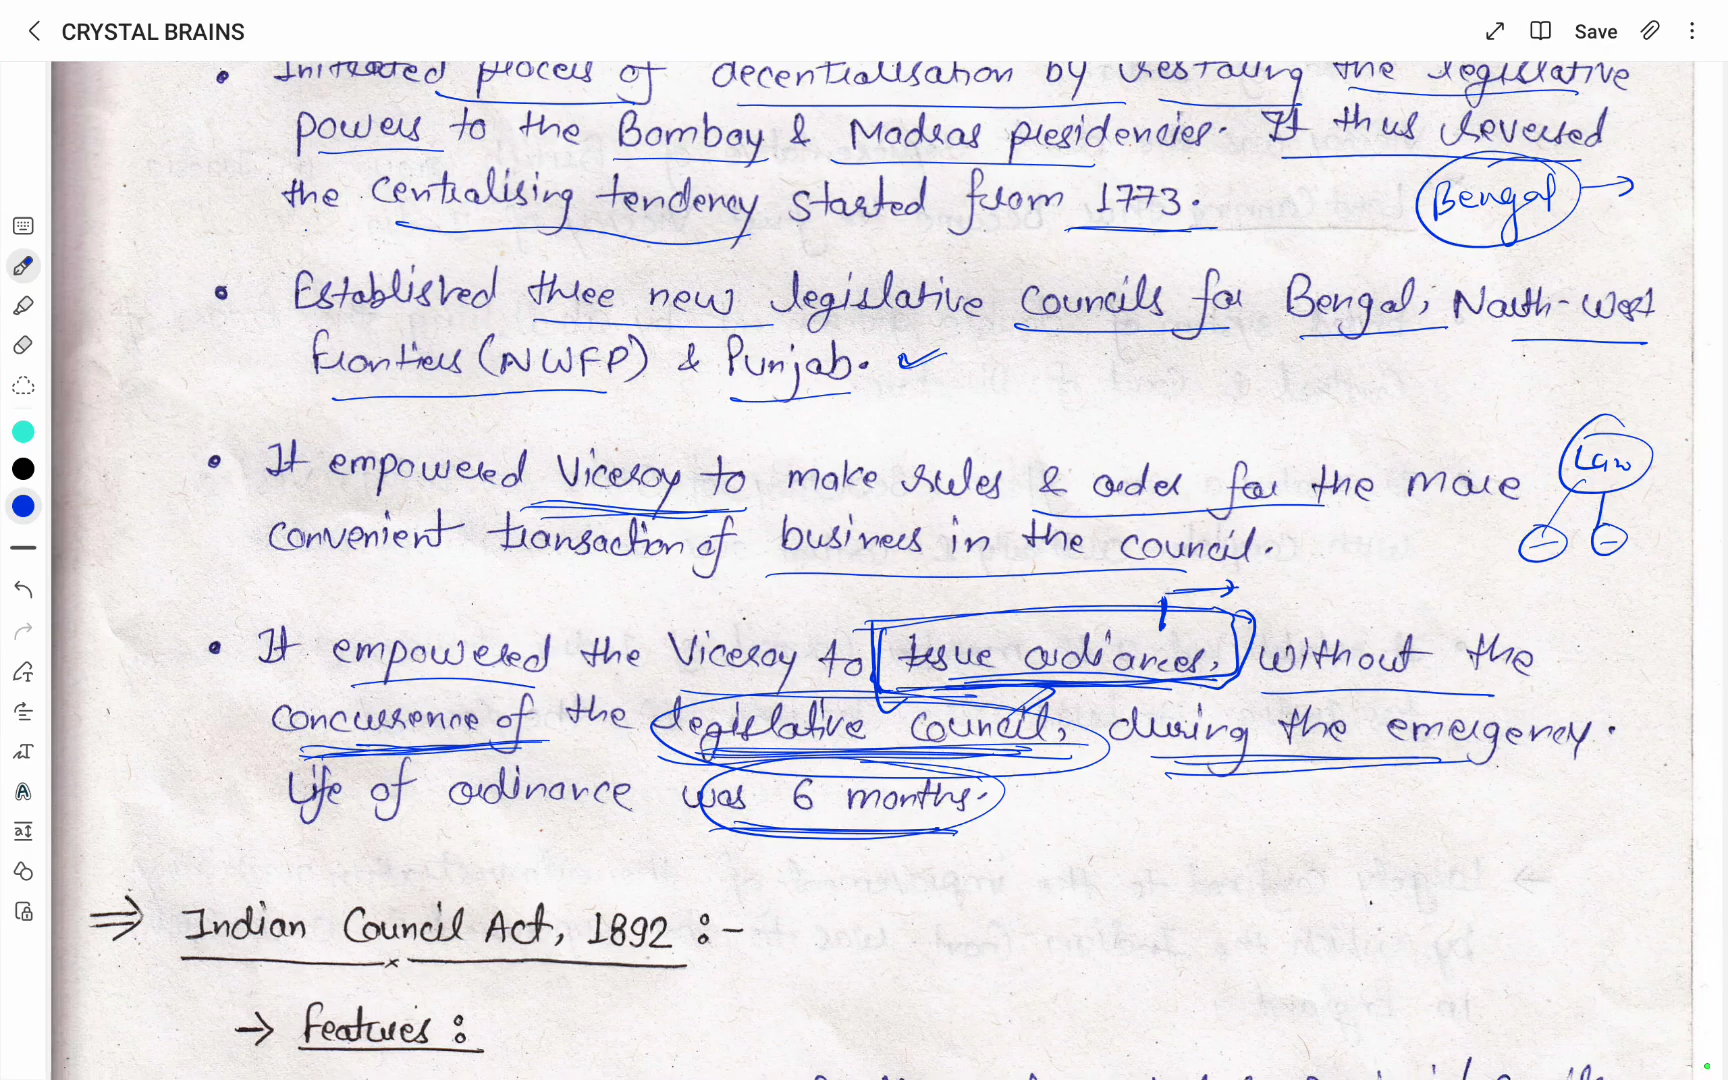 CRYSTAL BRAINS
Save
• Initiated process of decentralisation by restoring the legislative
powers to the Bombay & Madras presidencies. It thus reversed
the centralising tendency started from 1773.
Bengal →
• Established three new legislative councils for Bengal, North-West
frontiers (NWFP) & Punjab. ✓
• It empowered Viceroy to make rules & order for the more
convenient transaction of business in the council.
Law
• It empowered the Viceroy to issue ordiances, without the
concurrence of the legislative council, during the emergency.
Life of ordinance was 6 months.
⇒ Indian Council Act, 1892 :-
→ features :